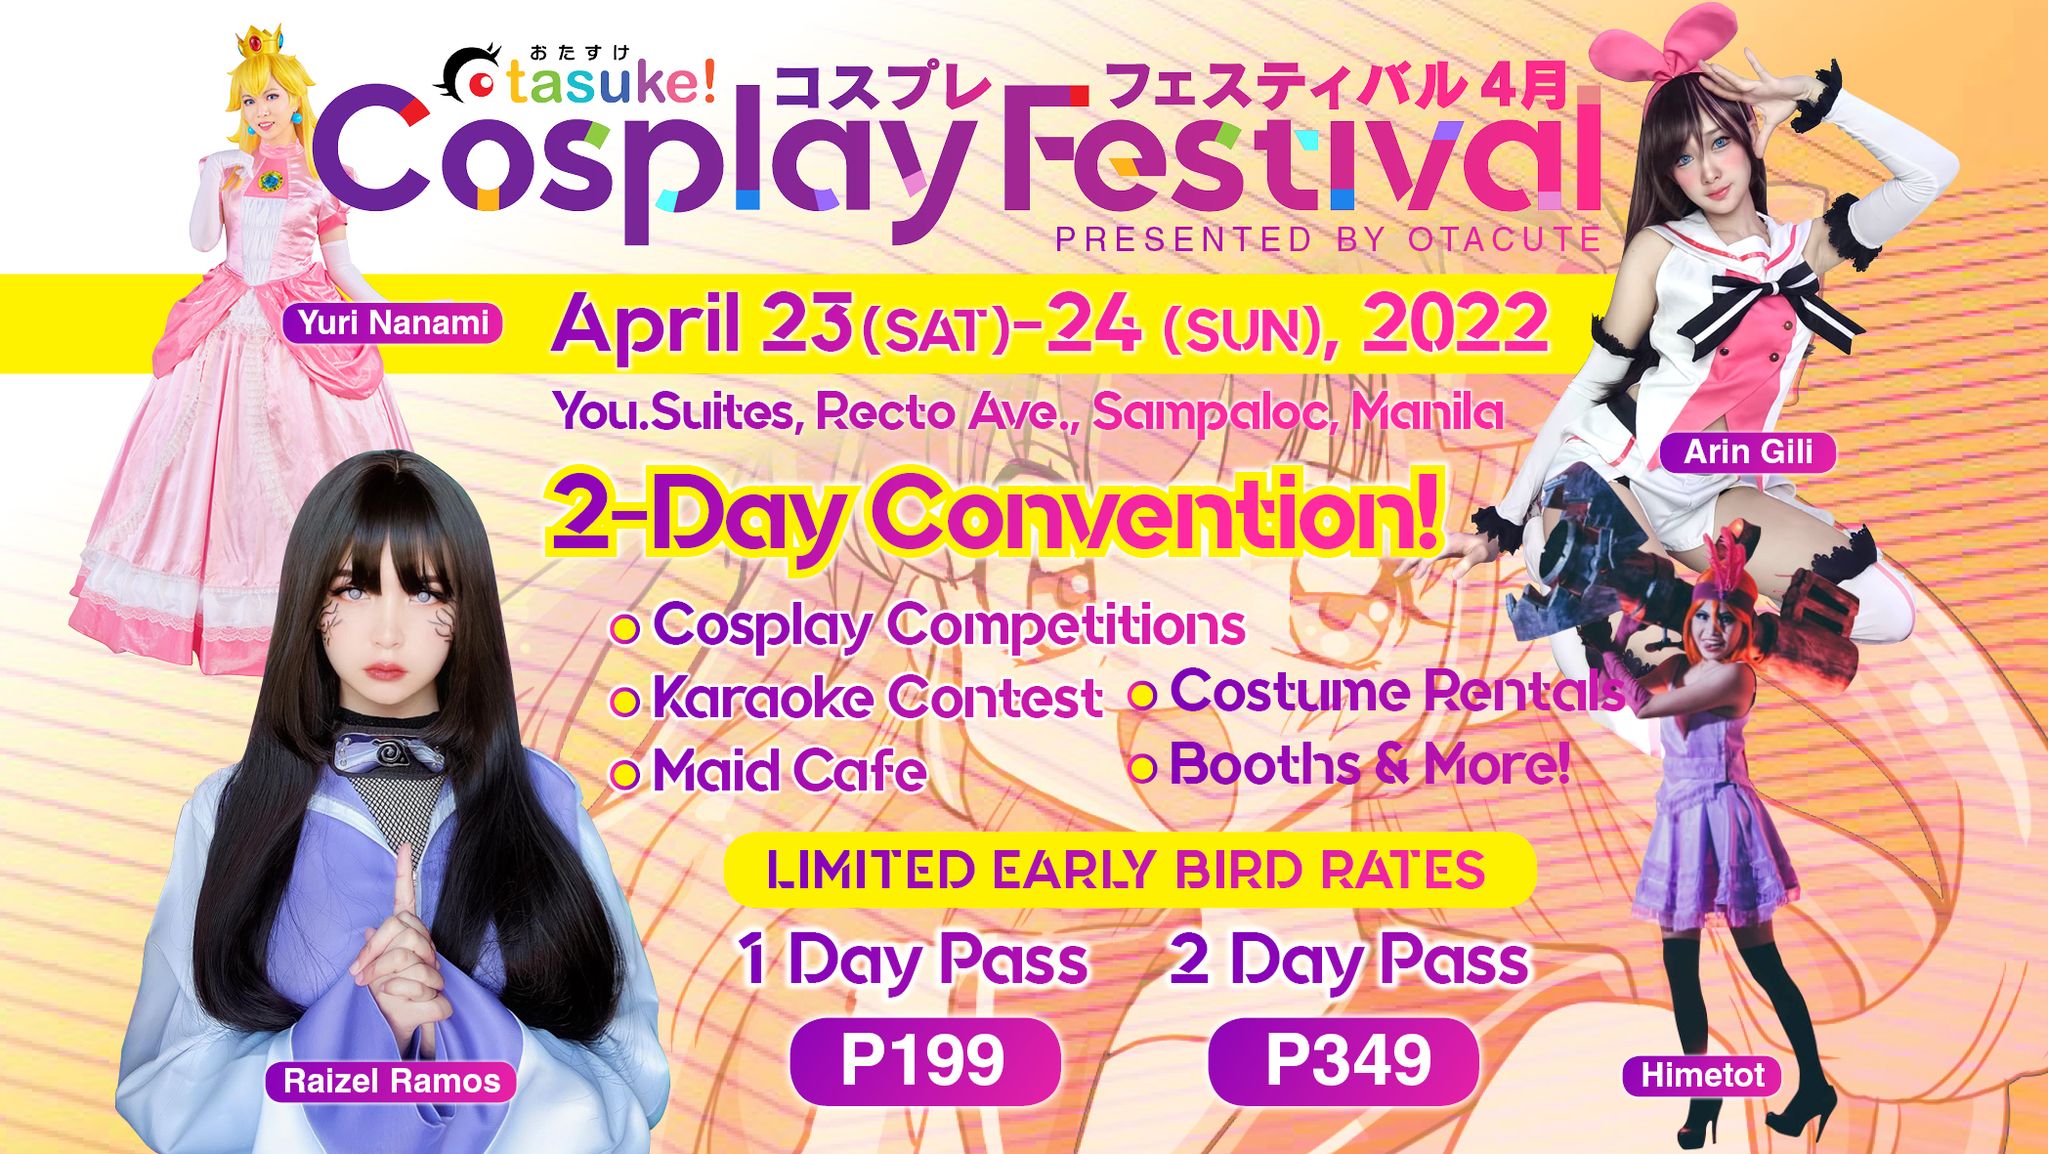 おたすけ
Otasuke!
コスプレ フェスティバル 4月
Cosplay Festival
PRESENTED BY OTACUTE
Yuri Nanami
April 23 (SAT)-24 (SUN), 2022
You.Suites, Recto Ave., Sampaloc, Manila
Arin Gili
2-Day Convention!
Cosplay Competitions
Karaoke Contest
Costume Rentals
Maid Cafe
Booths & More!
LIMITED EARLY BIRD RATES
1 Day Pass
2 Day Pass
P199
P349
Raizel Ramos
Himetot